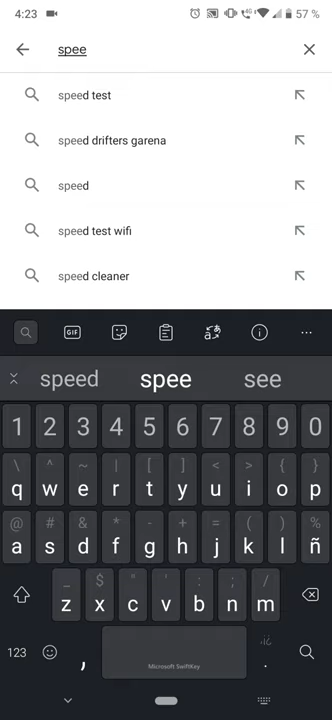 4:23 4G 57 %
spee
speed test
speed drifters garena
speed
speed test wifi
speed cleaner
GIF
speed spee see
1 2 3 4 5 6 7 8 9 0
\ ^ ~ | [ ] < > { }
q w e r t y u i o p
@ # & * - + = ( ) %
a s d f g h j k l ñ
_ $ " ' : ; /
z x c v b n m
¡¿
123 , Microsoft SwiftKey .